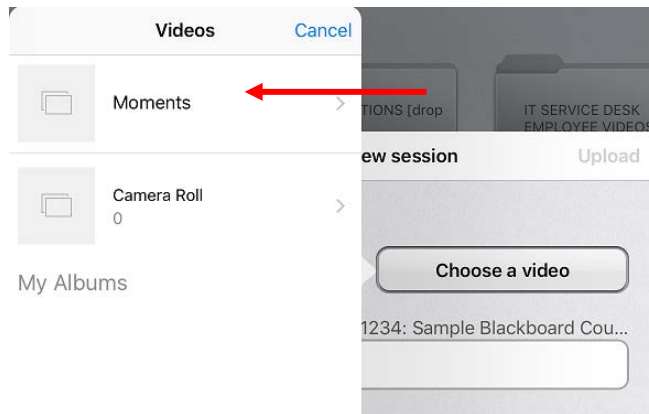 Videos
Cancel
Moments
Camera Roll
0
My Albums
TIONS [drop
IT SERVICE DESK
EMPLOYEE VIDEOS
ew session
Upload
Choose a video
1234: Sample Blackboard Cou...